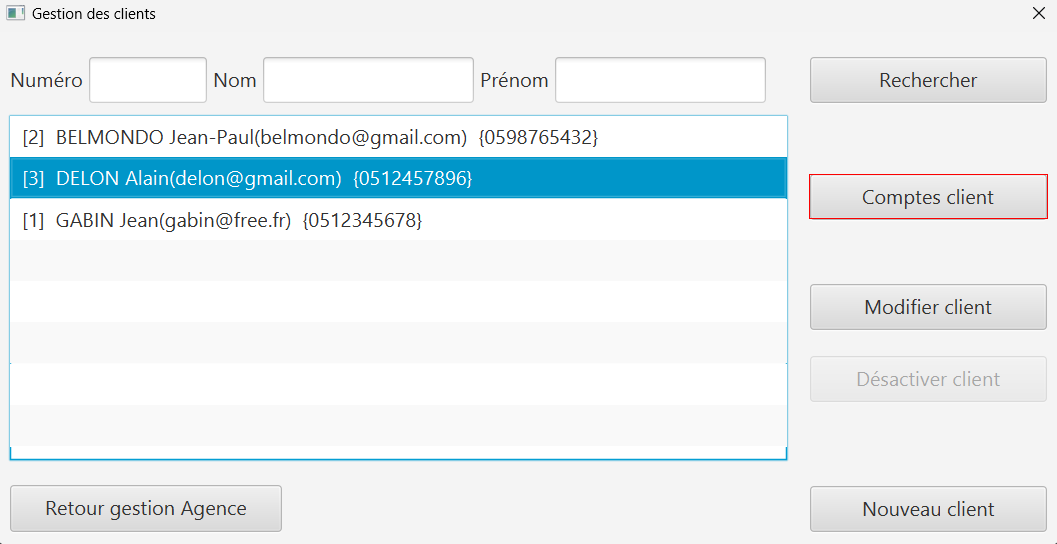 Gestion des clients
Numéro Nom Prénom Rechercher
[2] BELMONDO Jean-Paul(belmondo@gmail.com) {0598765432}
[3] DELON Alain(delon@gmail.com) {0512457896}
Comptes client
[1] GABIN Jean(gabin@free.fr) {0512345678}
Modifier client
Désactiver client
Retour gestion Agence
Nouveau client